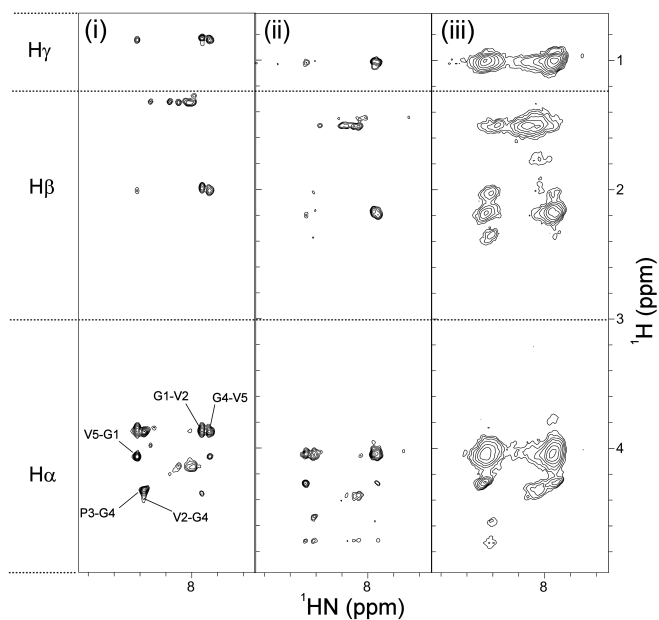 (i)
(ii)
(iii)
Hγ
Hβ
Hα
G1-V2
G4-V5
V5-G1
P3-G4
V2-G4
1
2
3
4
¹H (ppm)
8
8
8
¹HN (ppm)